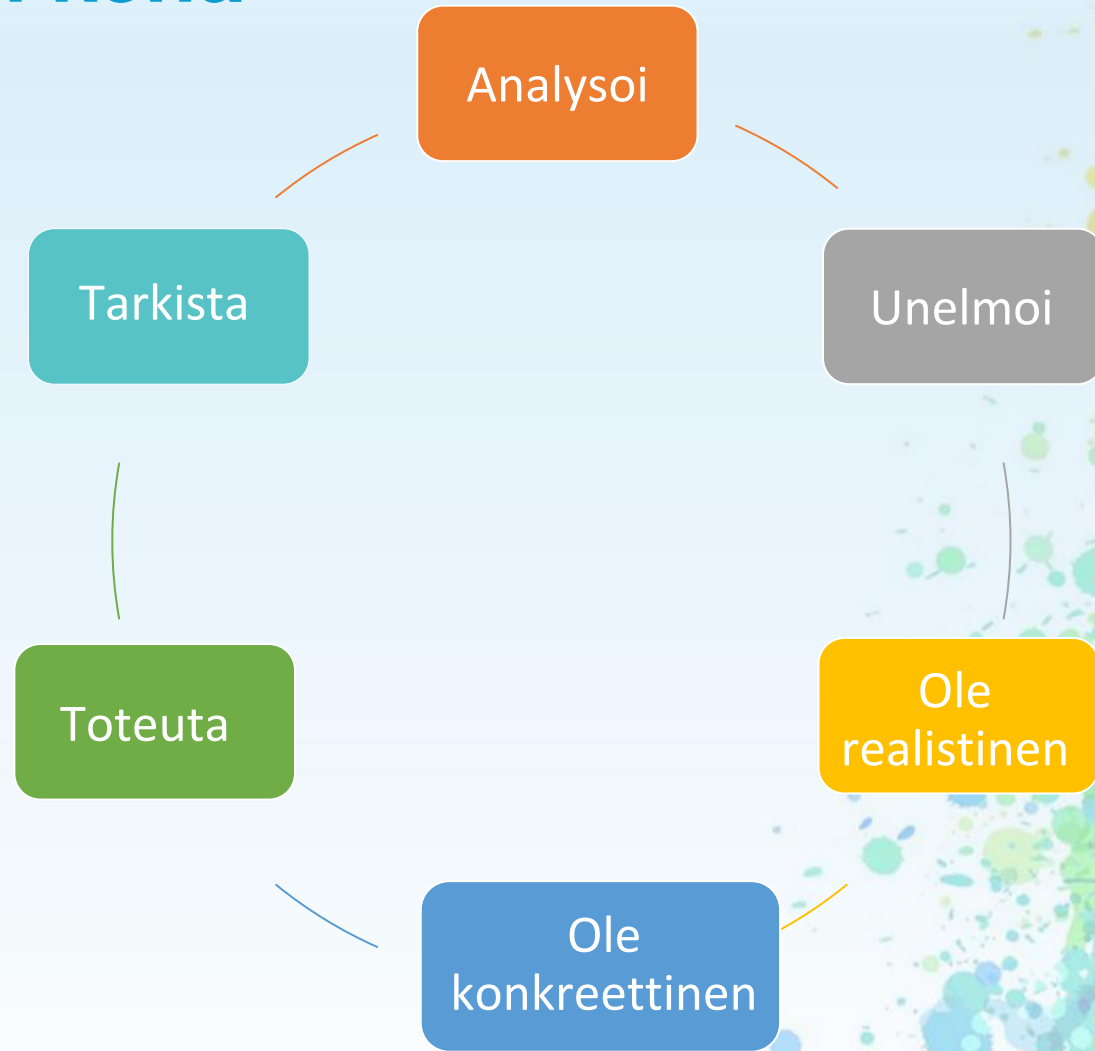 Analysoi
Unelmoi
Ole
realistinen
Ole
konkreettinen
Toteuta
Tarkista